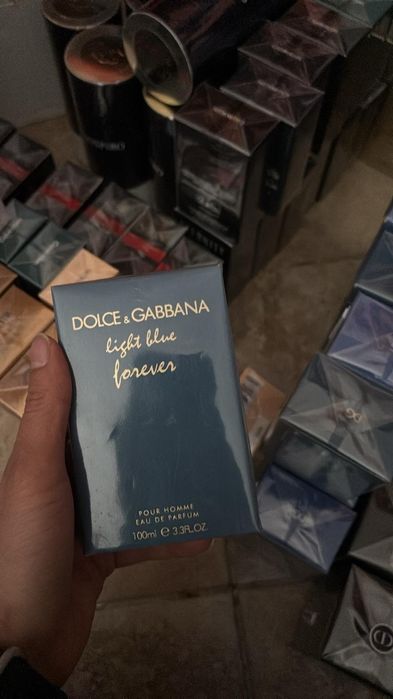 DOLCE & GABBANA
light blue
forever
POUR HOMME
EAU DE PARFUM
100ml ℮ 3.3FL.OZ